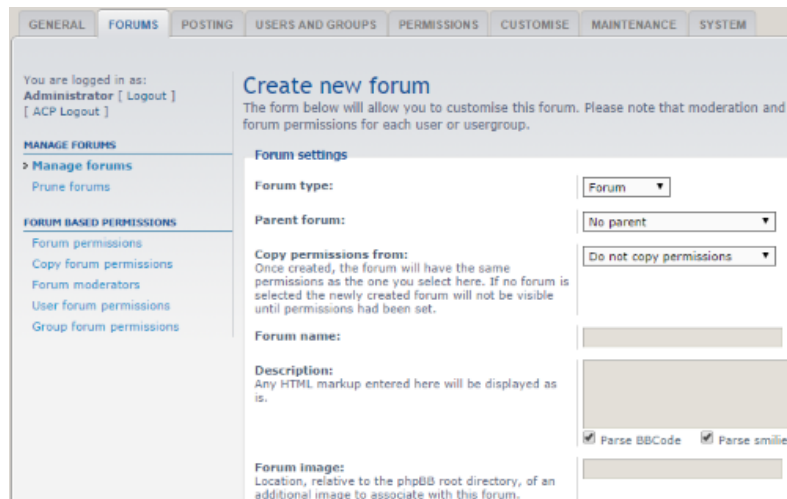 GENERAL FORUMS POSTING USERS AND GROUPS PERMISSIONS CUSTOMISE MAINTENANCE SYSTEM
You are logged in as:
Administrator [ Logout ]
[ ACP Logout ]
MANAGE FORUMS
Manage forums
Prune forums
FORUM BASED PERMISSIONS
Forum permissions
Copy forum permissions
Forum moderators
User forum permissions
Group forum permissions
Create new forum
The form below will allow you to customise this forum. Please note that moderation and
forum permissions for each user or usergroup.
Forum settings
Forum type:
Forum
Parent forum:
No parent
Copy permissions from:
Once created, the forum will have the same
permissions as the one you select here. If no forum is
selected the newly created forum will not be visible
until permissions had been set.
Do not copy permissions
Forum name:
Description:
Any HTML markup entered here will be displayed as
is.
Parse BBCode Parse smilie
Forum image:
Location, relative to the phpBB root directory, of an
additional image to associate with this forum.